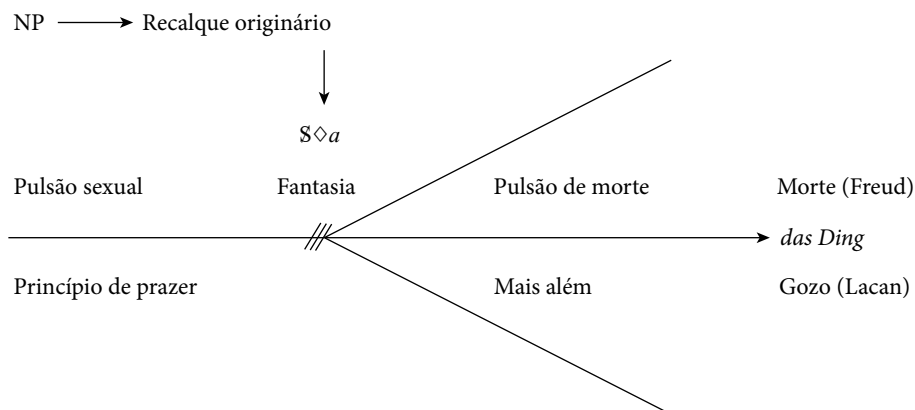 NP Recalque originário
$◇a
Pulsão sexual Fantasia Pulsão de morte Morte (Freud)
das Ding
Princípio de prazer Mais além Gozo (Lacan)